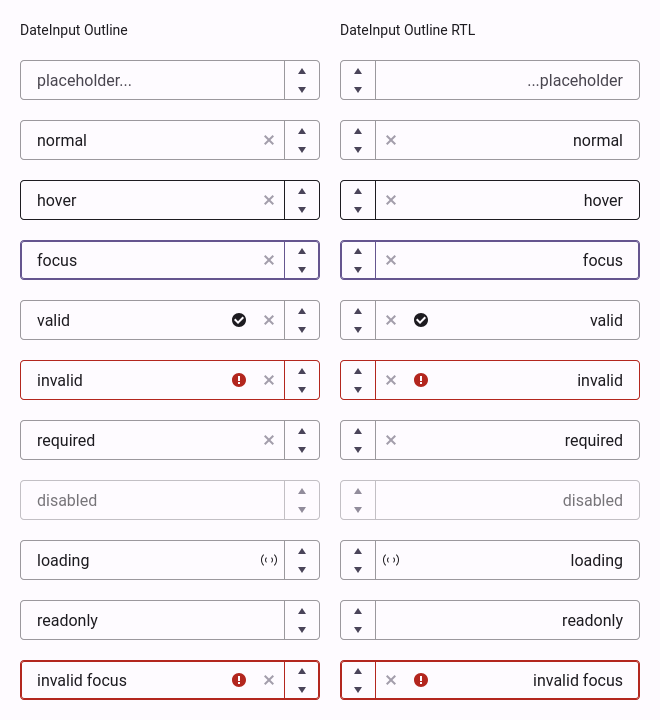 DateInput Outline
DateInput Outline RTL
placeholder...
...placeholder
normal
normal
hover
hover
focus
focus
valid
valid
invalid
invalid
required
required
disabled
disabled
loading
loading
readonly
readonly
invalid focus
invalid focus